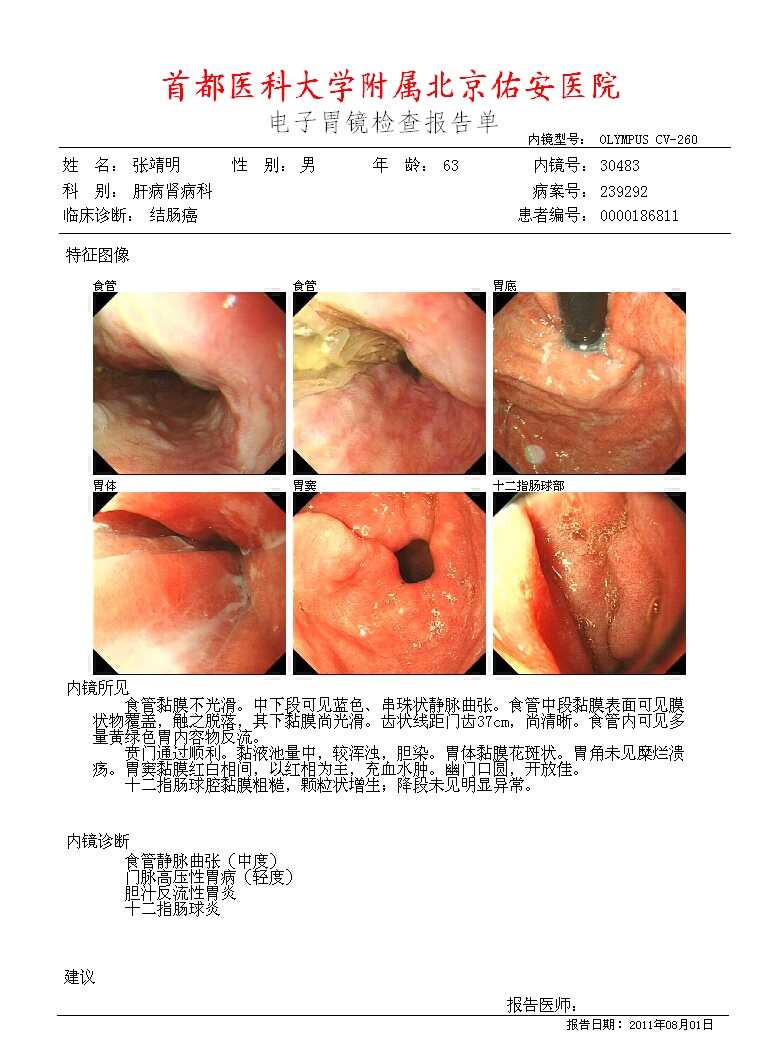 首都医科大学附属北京佑安医院
电子胃镜检查报告单
内镜型号： OLYMPUS CV-260
姓 名： 张靖明 性 别： 男 年 龄： 63 内镜号： 30483
科 别： 肝病肾病科 病案号： 239292
临床诊断： 结肠癌 患者编号： 0000186811
特征图像
食管 食管 胃底
胃体 胃窦 十二指肠球部
内镜所见
食管黏膜不光滑。中下段可见蓝色、串珠状静脉曲张。食管中段黏膜表面可见膜
状物覆盖，触之脱落，其下黏膜尚光滑。齿状线距门齿37cm，尚清晰。食管内可见多
量黄绿色胃内容物反流。
贲门通过顺利。黏液池量中，较浑浊，胆染。胃体黏膜花斑状。胃角未见糜烂溃
疡。胃窦黏膜红白相间，以红相为主，充血水肿。幽门口圆，开放佳。
十二指肠球腔黏膜粗糙，颗粒状增生；降段未见明显异常。
内镜诊断
食管静脉曲张（中度）
门脉高压性胃病（轻度）
胆汁反流性胃炎
十二指肠球炎
建议
报告医师：
报告日期：2011年08月01日